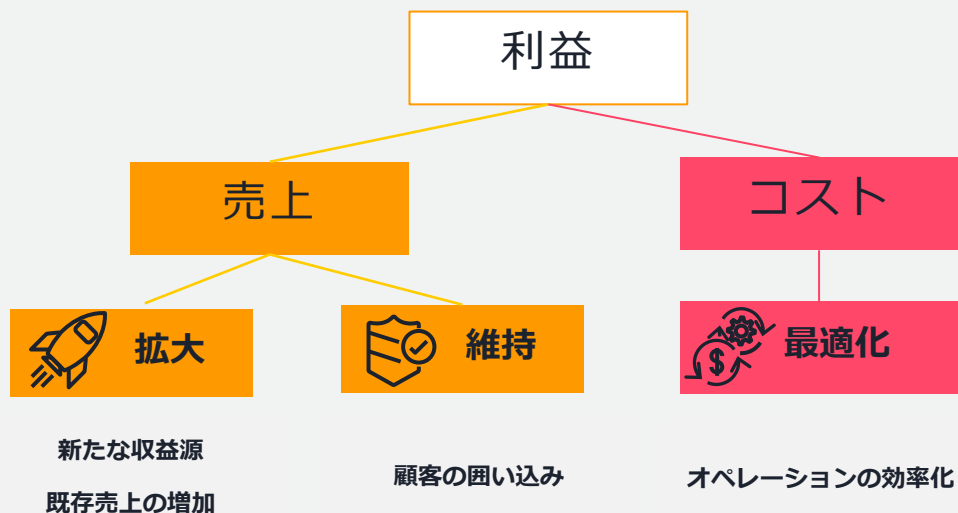 利益
売上
コスト
拡大
維持
$
最適化
新たな収益源
既存売上の増加
顧客の囲い込み
オペレーションの効率化